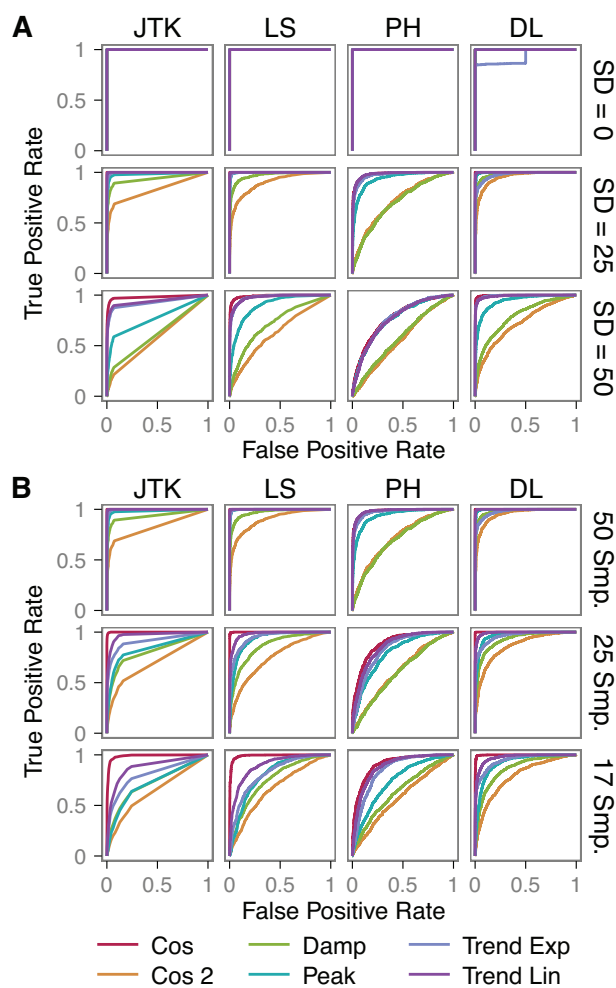 A
JTK LS PH DL
True Positive Rate
1
0.5
0
SD = 0
1
0.5
0
SD = 25
1
0.5
0
SD = 50
0 0.5 1 0 0.5 1 0 0.5 1 0 0.5 1
False Positive Rate
B
JTK LS PH DL
True Positive Rate
1
0.5
0
50 Smp.
1
0.5
0
25 Smp.
1
0.5
0
17 Smp.
0 0.5 1 0 0.5 1 0 0.5 1 0 0.5 1
False Positive Rate
Cos Damp Trend Exp
Cos 2 Peak Trend Lin